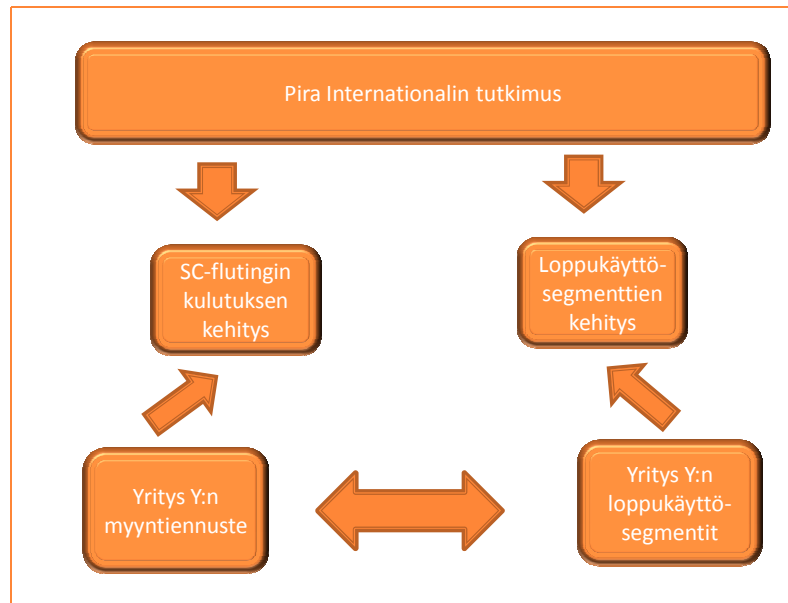 Pira Internationalin tutkimus
SC-flutingin
kulutuksen
kehitys
Loppukäyttö-
segmenttien
kehitys
Yritys Y:n
myyntiennuste
Yritys Y:n
loppukäyttö-
segmentit